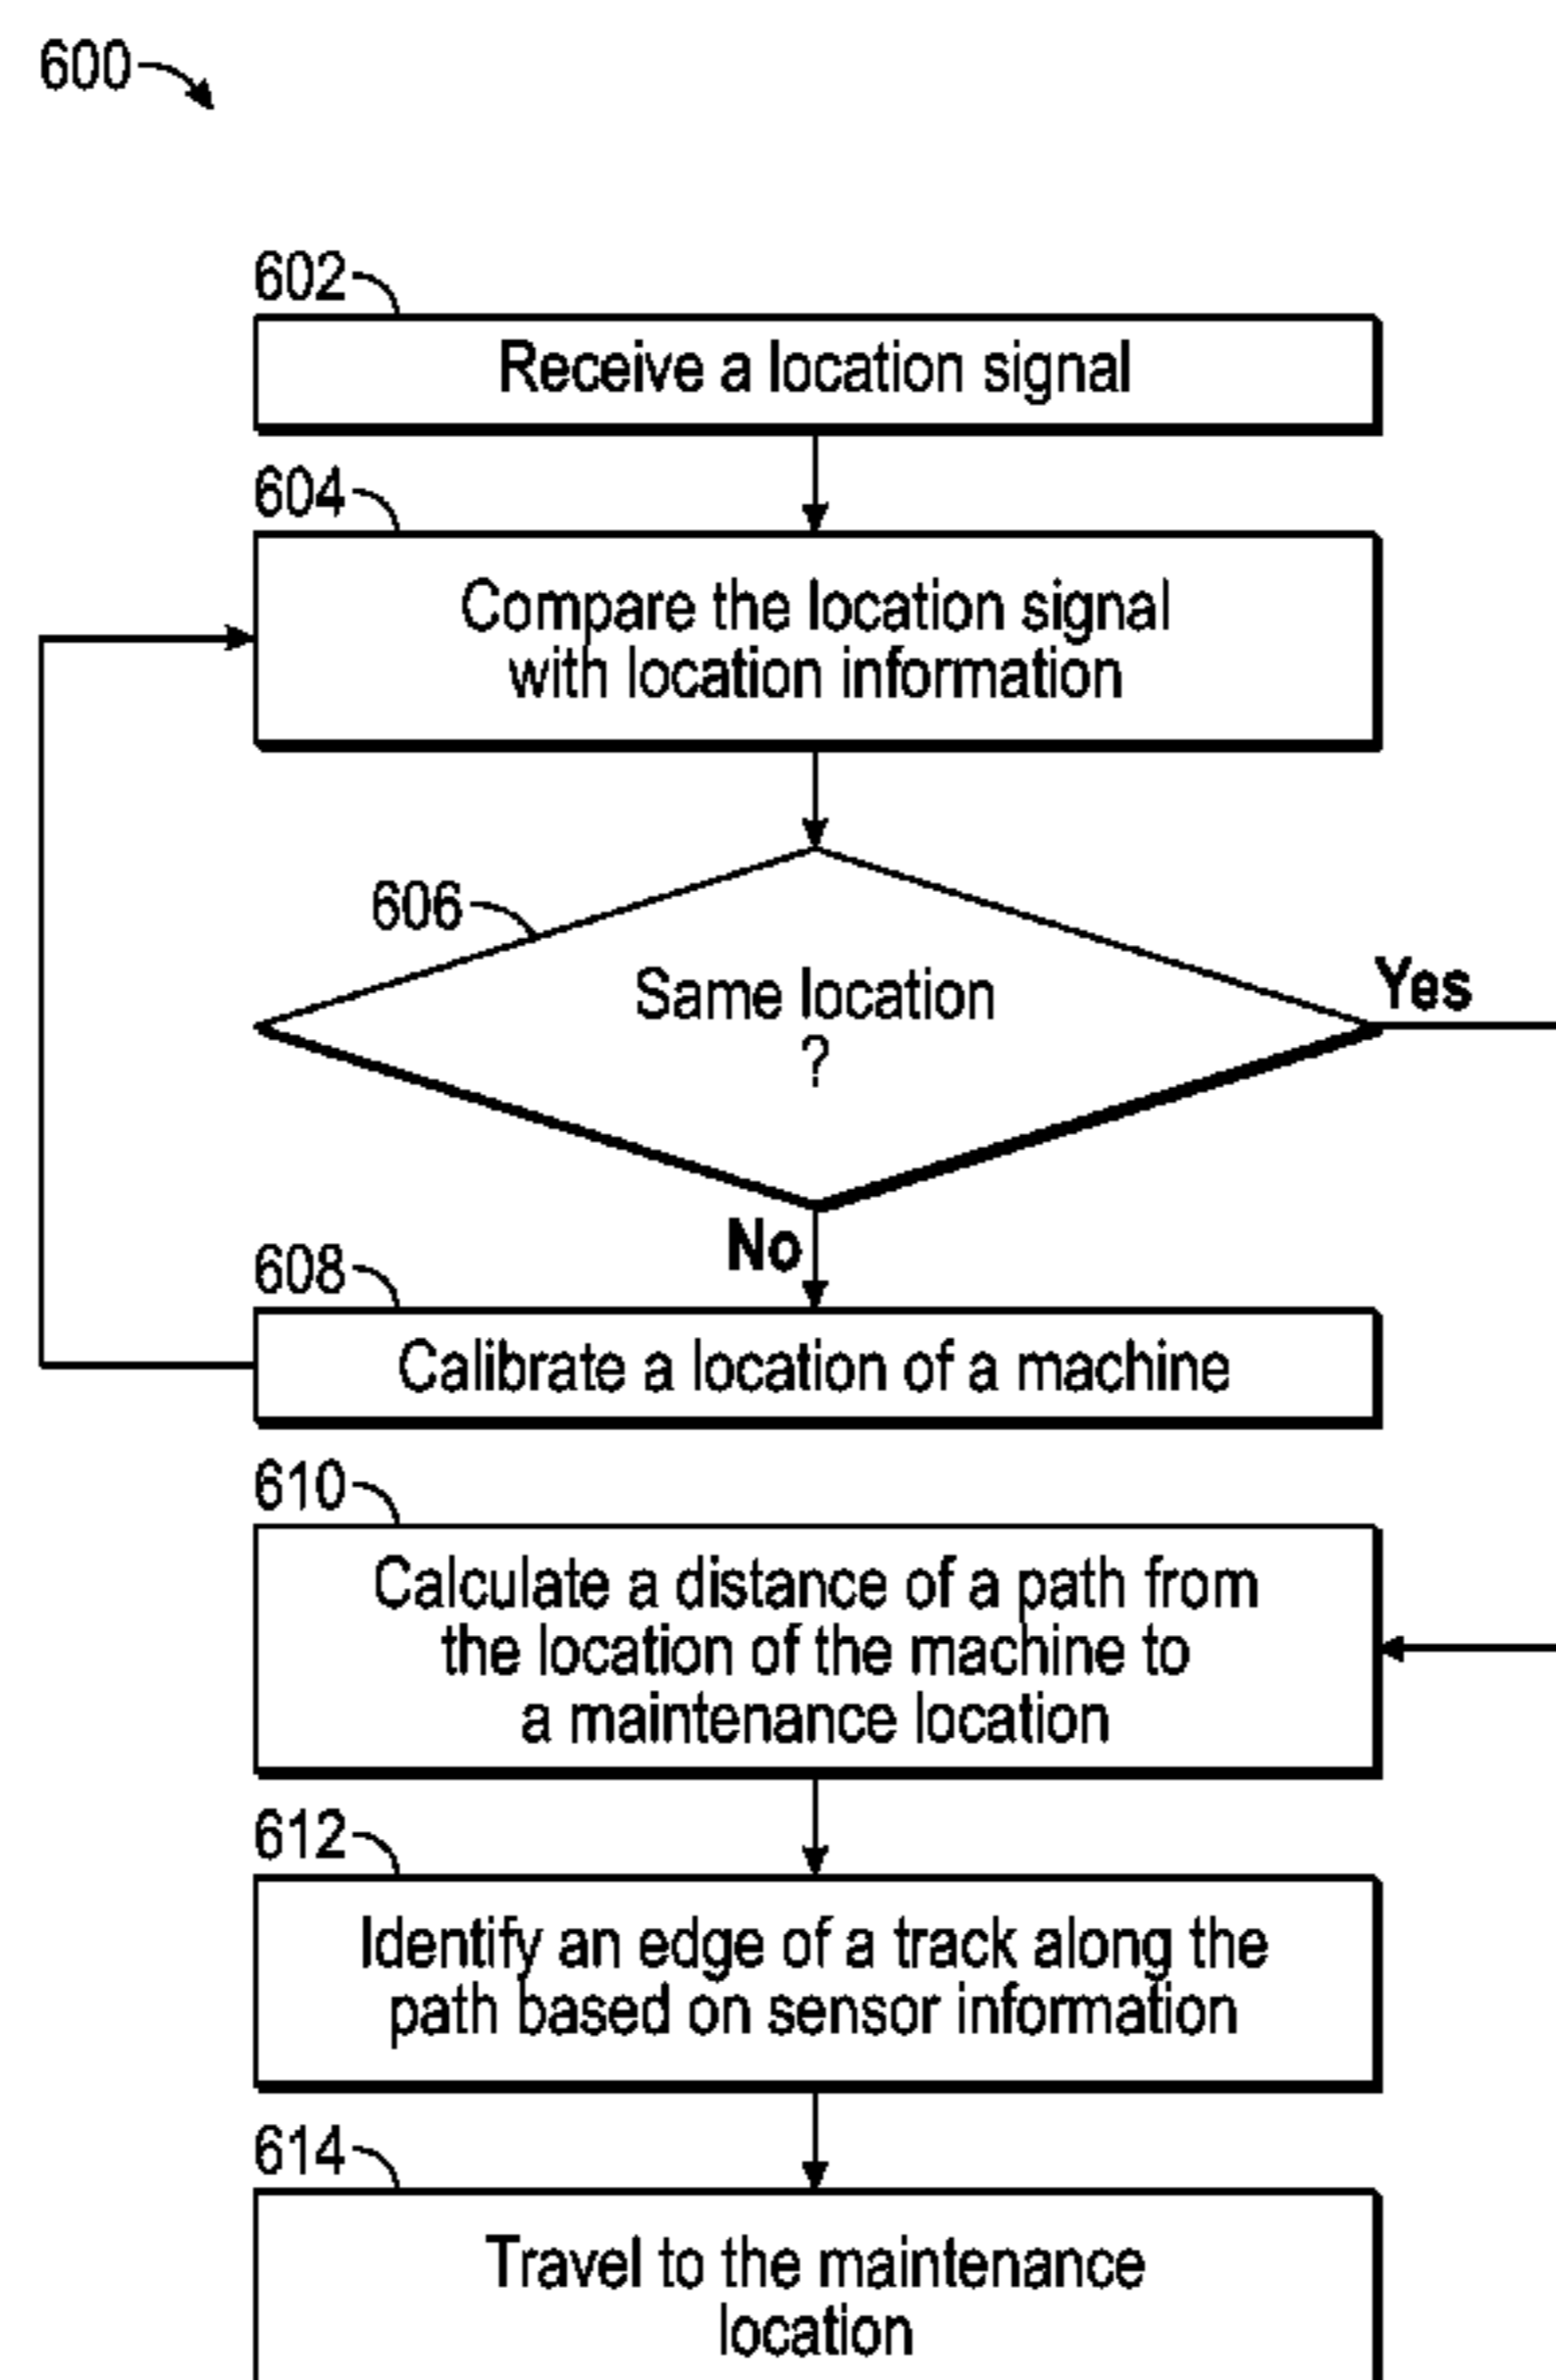 600
602
Receive a location signal
604
Compare the location signal
with location information
606
Same location
?
Yes
No
608
Calibrate a location of a machine
610
Calculate a distance of a path from
the location of the machine to
a maintenance location
612
Identify an edge of a track along the
path based on sensor information
614
Travel to the maintenance
location